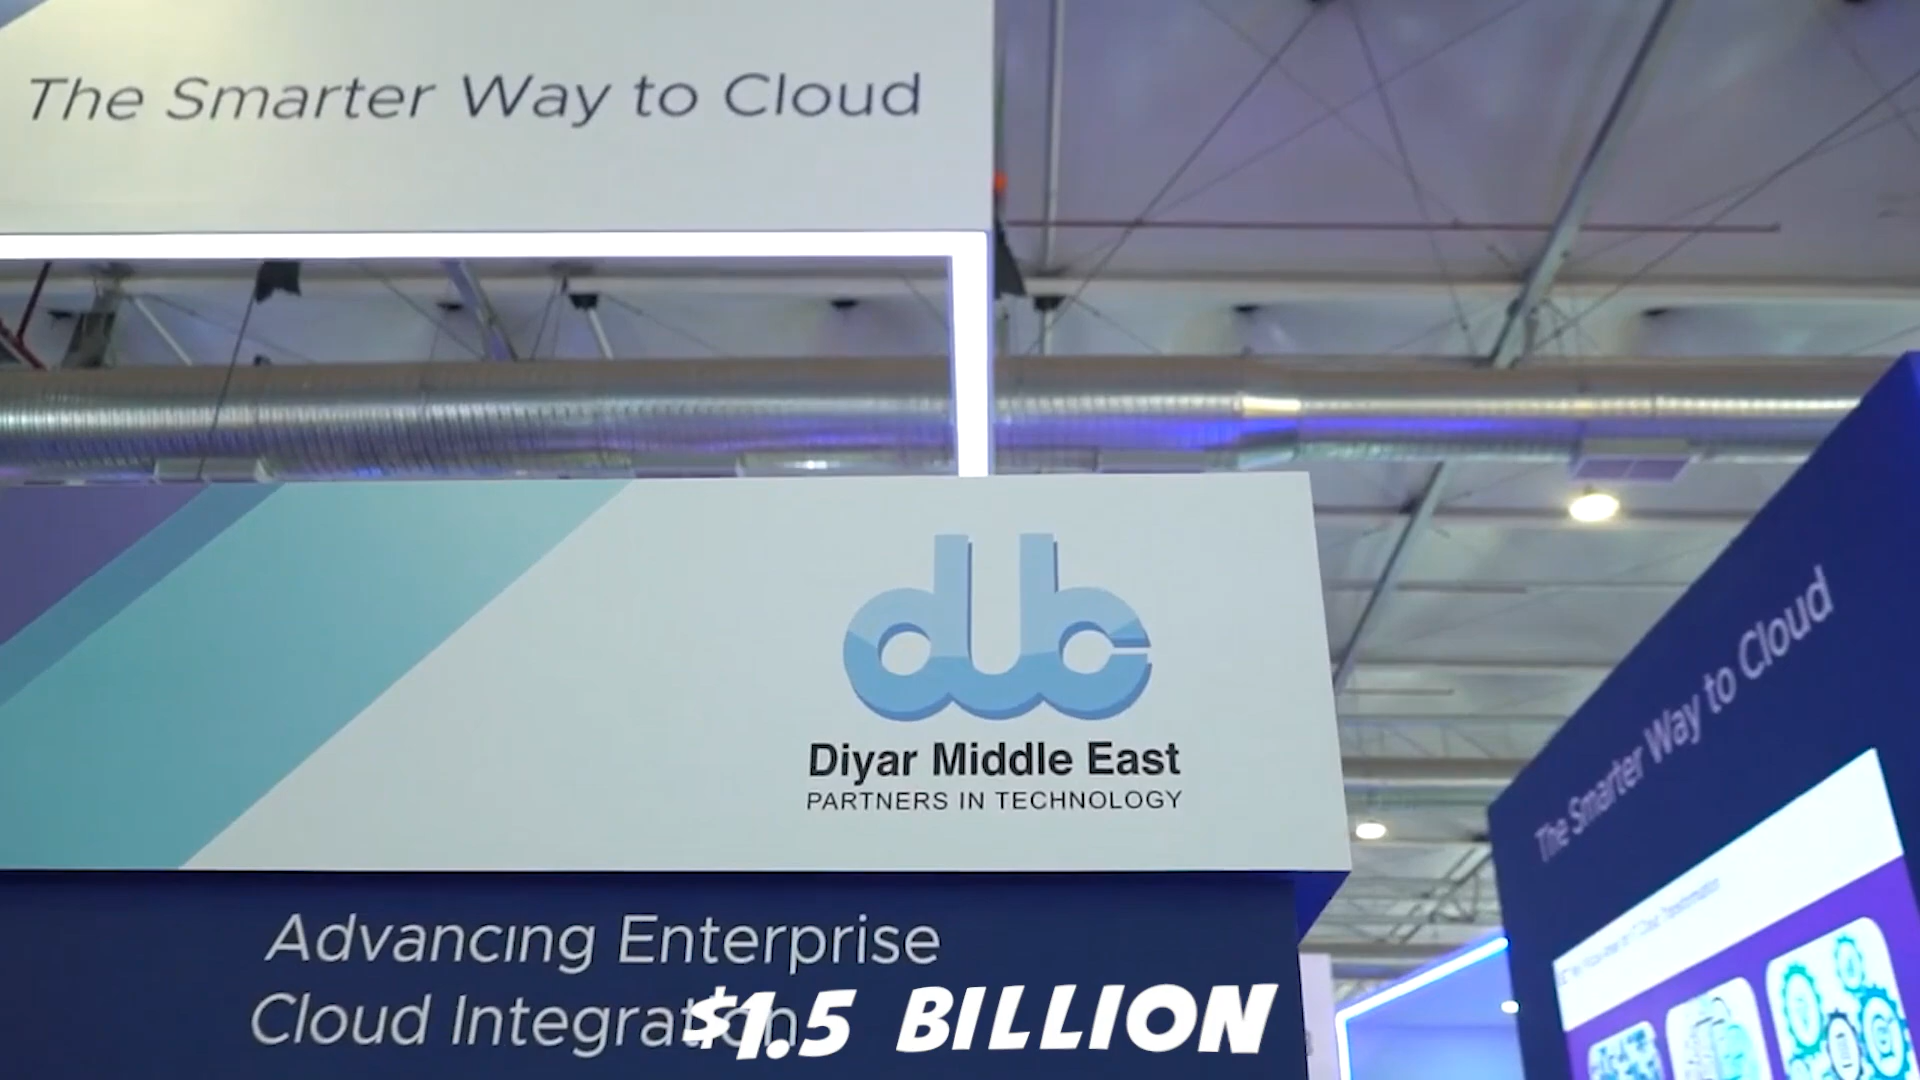 The Smarter Way to Cloud
duc
Diyar Middle East
PARTNERS IN TECHNOLOGY
Advancing Enterprise
Cloud Integration
$1.5 BILLION
The Smarter Way to Cloud